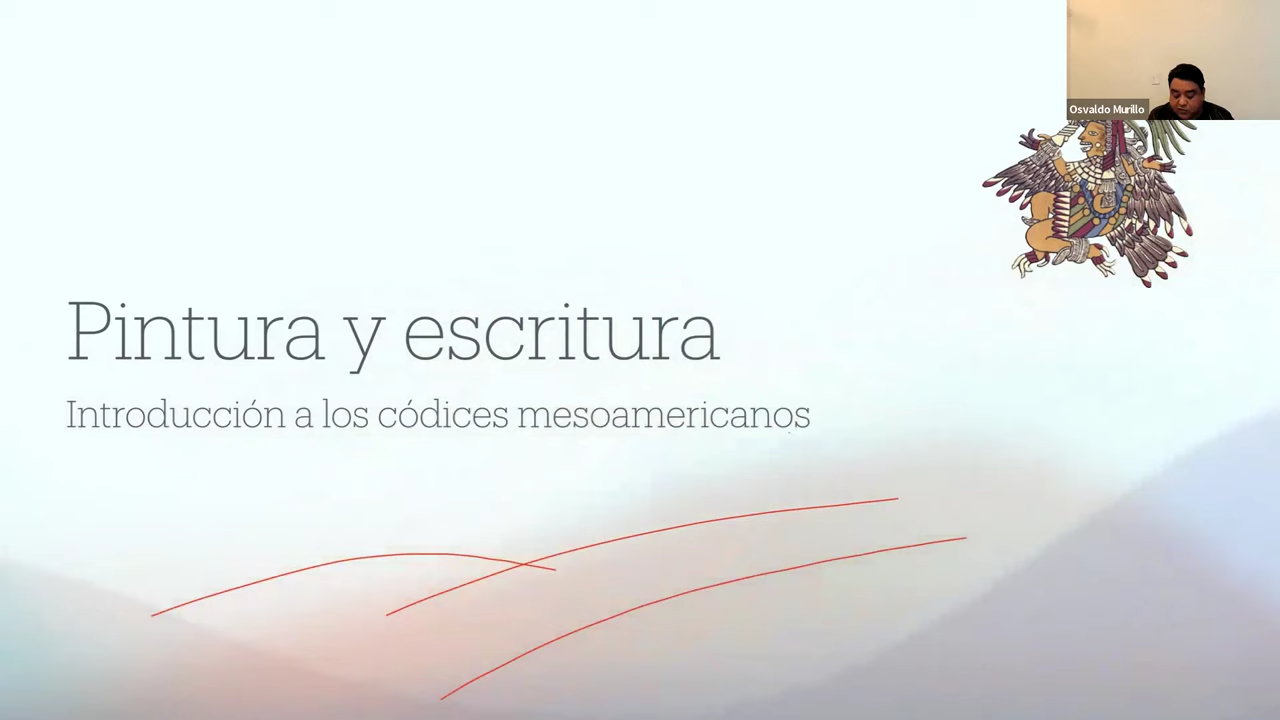 Osvaldo Murillo
Pintura y escritura
Introducción a los códices mesoamericanos